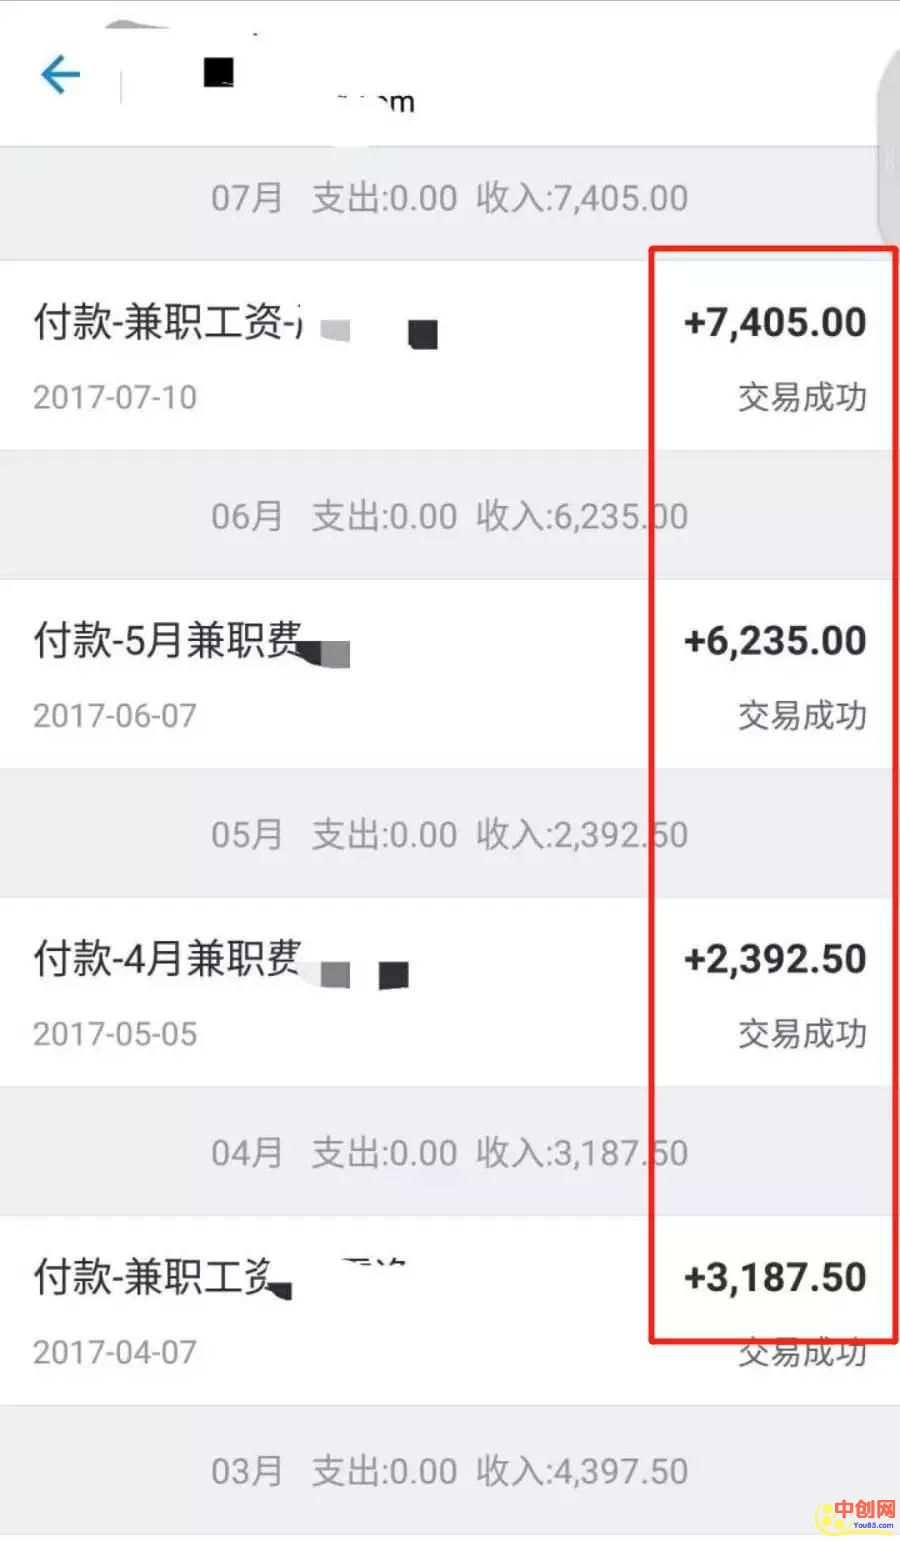 m
07月 支出:0.00 收入:7,405.00
付款-兼职工资-
+7,405.00
2017-07-10
交易成功
06月 支出:0.00 收入:6,235.00
付款-5月兼职费
+6,235.00
2017-06-07
交易成功
05月 支出:0.00 收入:2,392.50
付款-4月兼职费
+2,392.50
2017-05-05
交易成功
04月 支出:0.00 收入:3,187.50
付款-兼职工资
+3,187.50
2017-04-07
交易成功
03月 支出:0.00 收入:4,397.50
中创网
You85.com